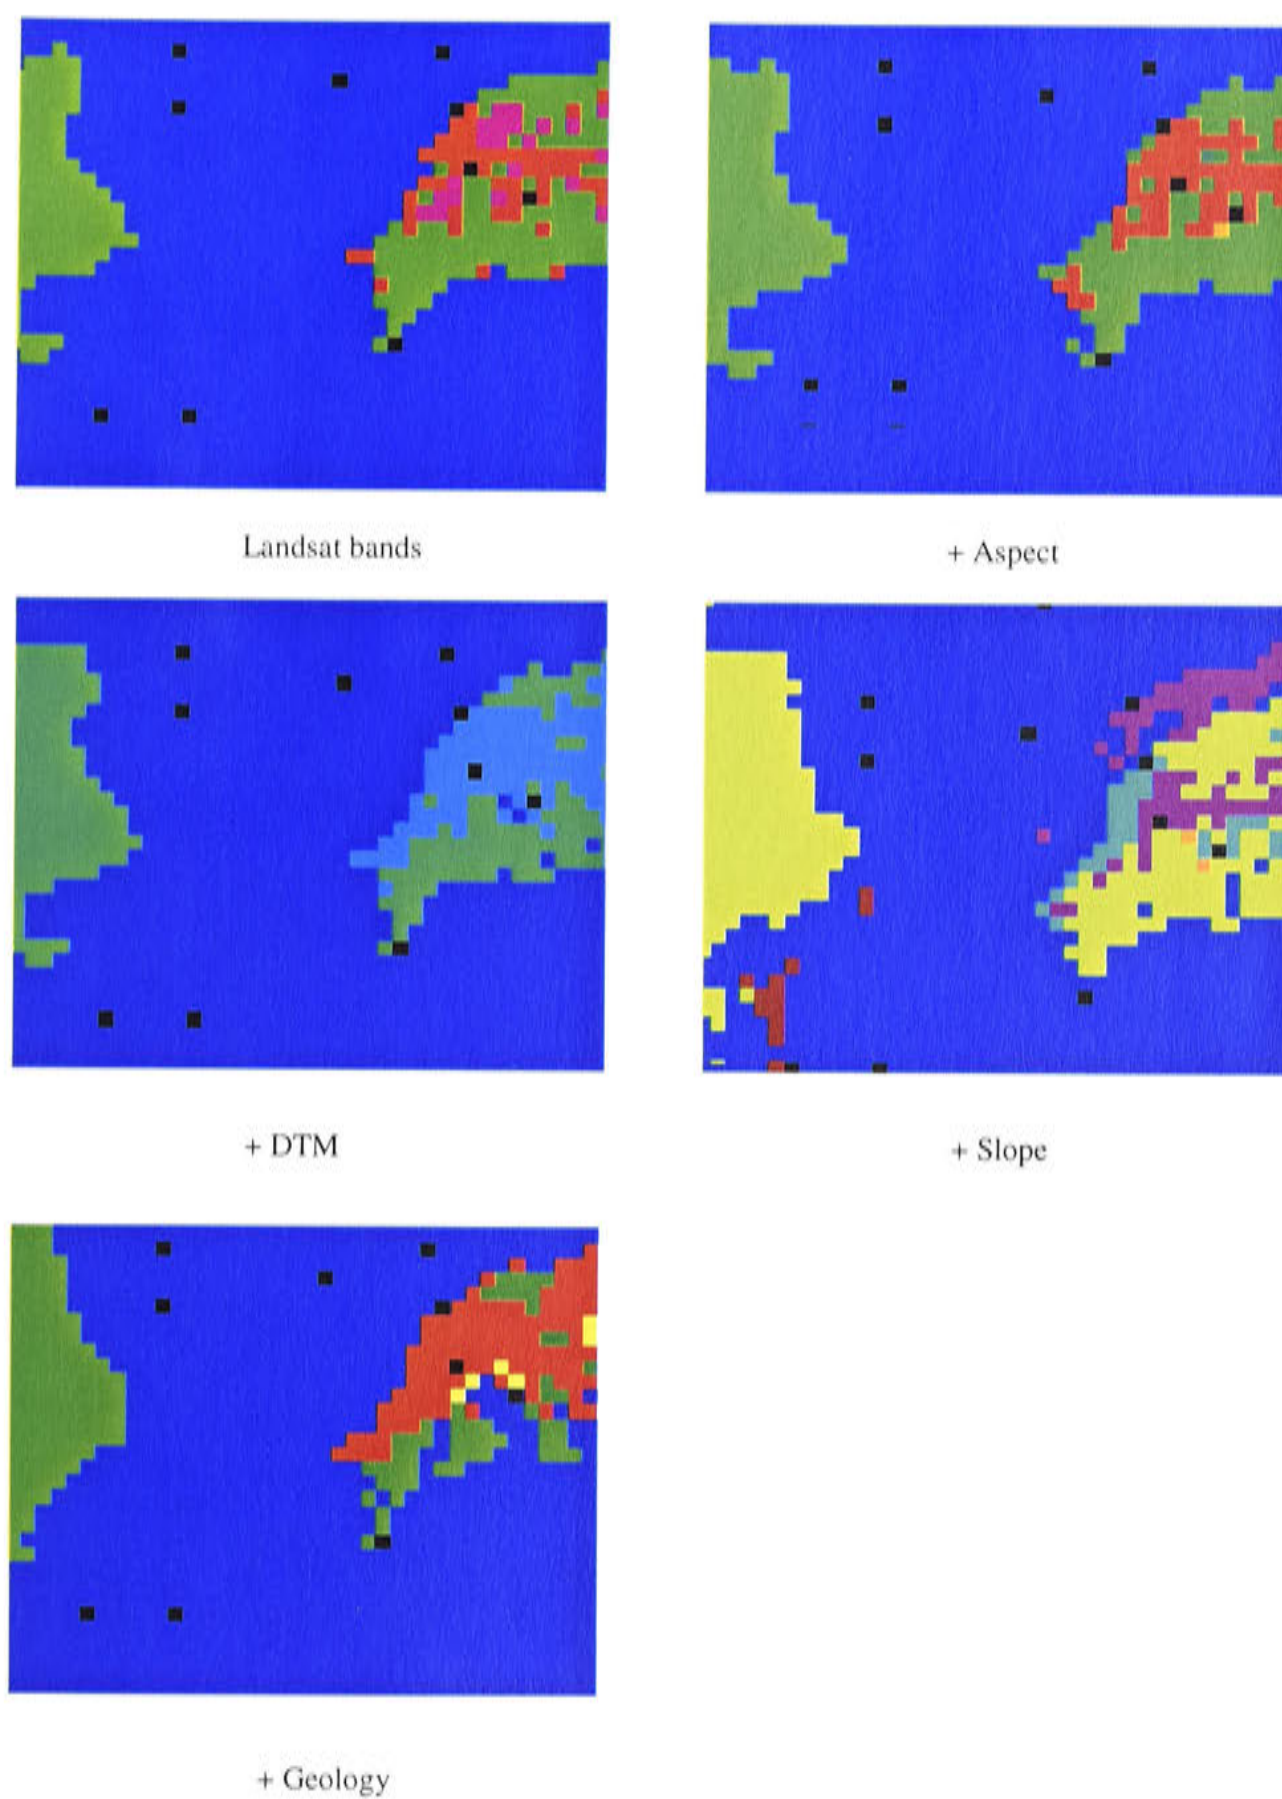 Landsat bands
+ Aspect
+ DTM
+ Slope
+ Geology